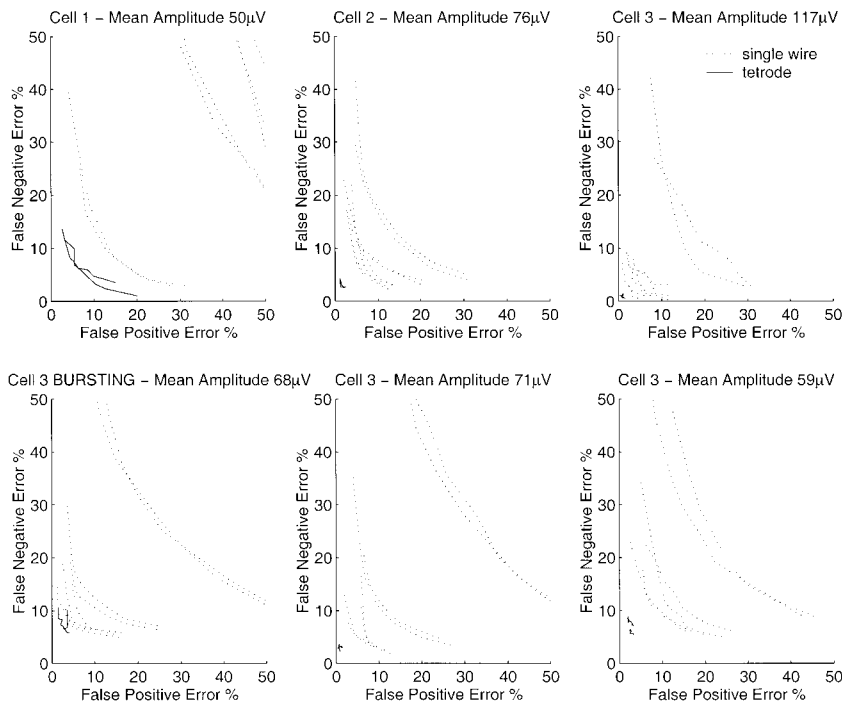 Cell 1 – Mean Amplitude 50µV
50
40
30
20
10
0
False Negative Error %
0 10 20 30 40 50
False Positive Error %
Cell 2 – Mean Amplitude 76µV
50
40
30
20
10
0
False Negative Error %
0 10 20 30 40 50
False Positive Error %
Cell 3 – Mean Amplitude 117µV
single wire
tetrode
50
40
30
20
10
0
False Negative Error %
0 10 20 30 40 50
False Positive Error %
Cell 3 BURSTING – Mean Amplitude 68µV
50
40
30
20
10
0
False Negative Error %
0 10 20 30 40 50
False Positive Error %
Cell 3 – Mean Amplitude 71µV
50
40
30
20
10
0
False Negative Error %
0 10 20 30 40 50
False Positive Error %
Cell 3 – Mean Amplitude 59µV
50
40
30
20
10
0
False Negative Error %
0 10 20 30 40 50
False Positive Error %